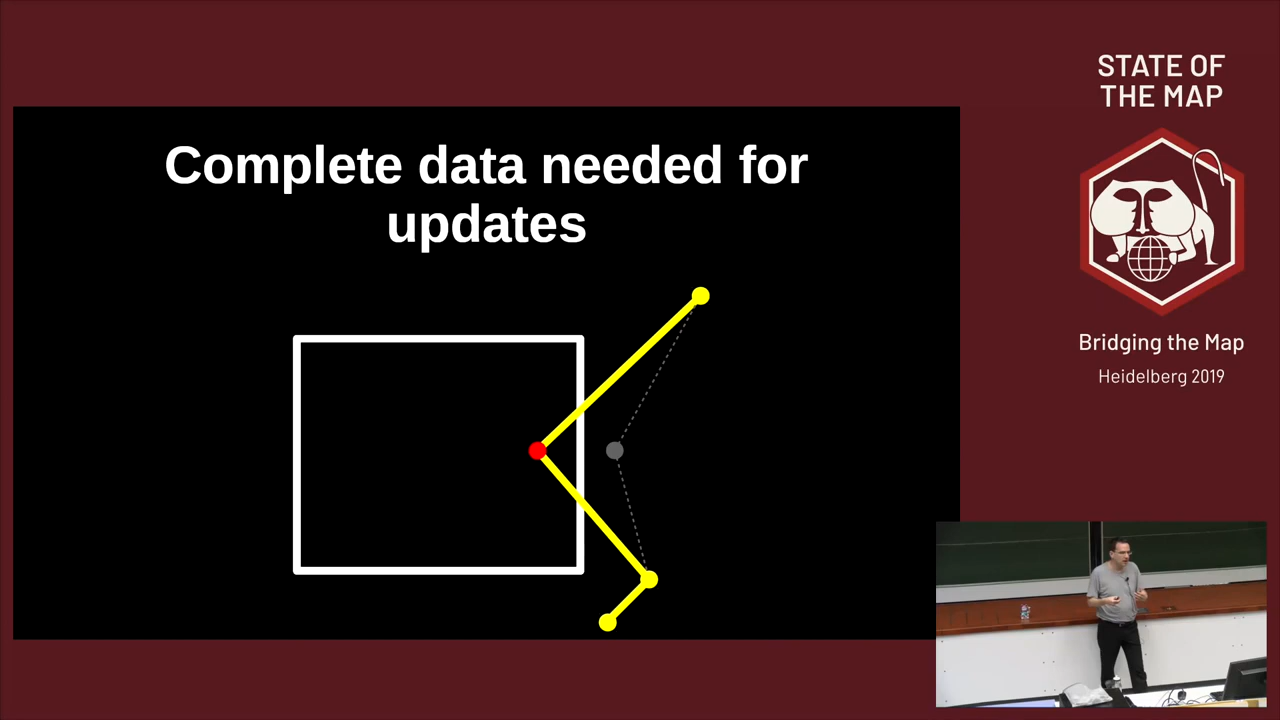 STATE OF
THE MAP
Complete data needed for
updates
Bridging the Map
Heidelberg 2019